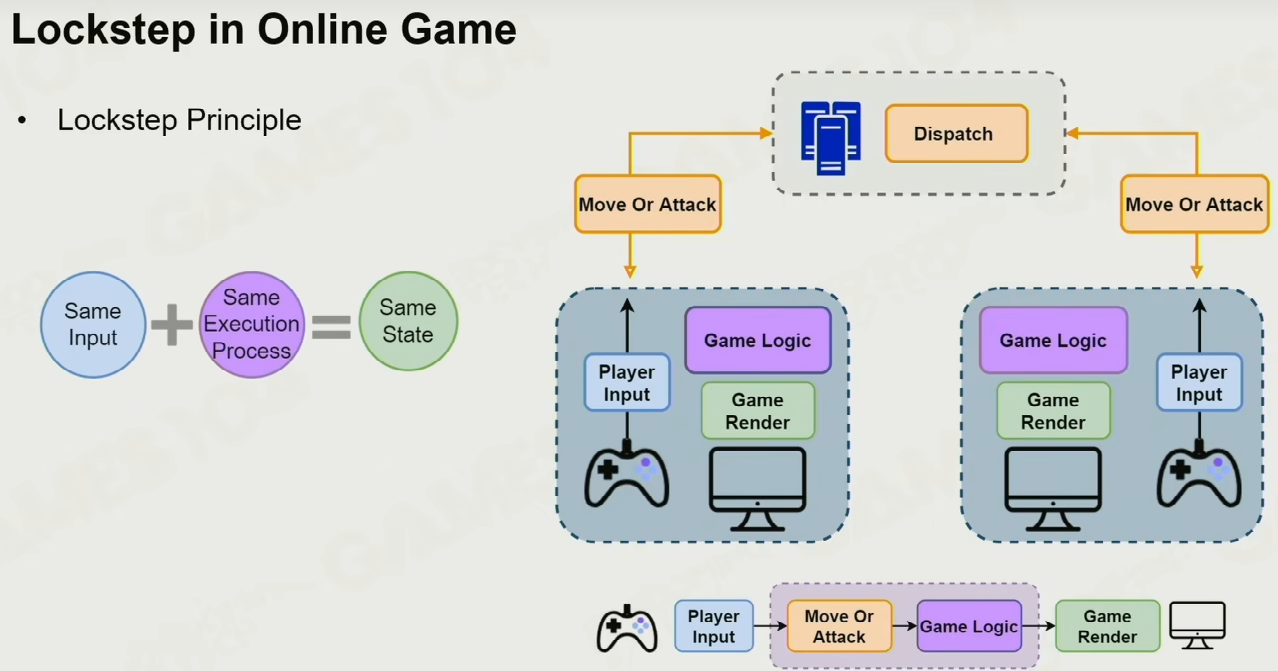 Lockstep in Online Game
• Lockstep Principle
Same
Input
Same
Execution
Process
Same
State
Dispatch
Move Or Attack
Move Or Attack
Player
Input
Game Logic
Game
Render
Game Logic
Game
Render
Player
Input
Player
Input
Move Or
Attack
Game Logic
Game
Render